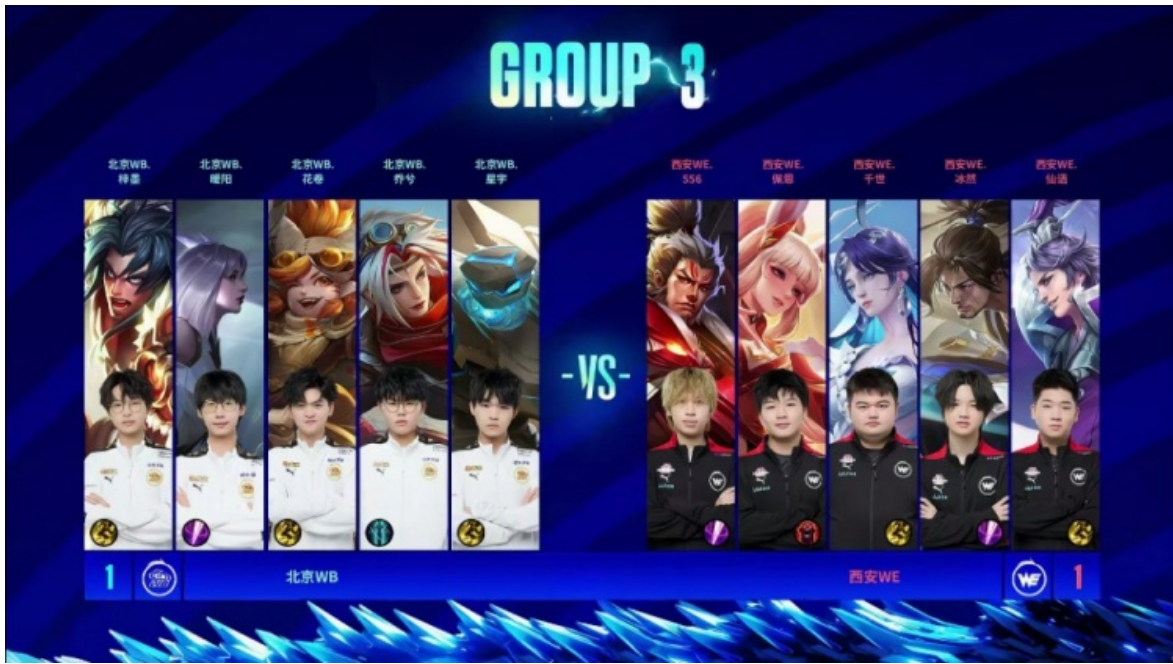 GROUP 3
北京WB.
梓墨
北京WB.
暖阳
北京WB.
花卷
北京WB.
乔兮
北京WB.
星宇
西安WE.
556
西安WE.
佩恩
西安WE.
千世
西安WE.
冰然
西安WE.
仙语
-VS-
1
北京WB
西安WE
WE
1